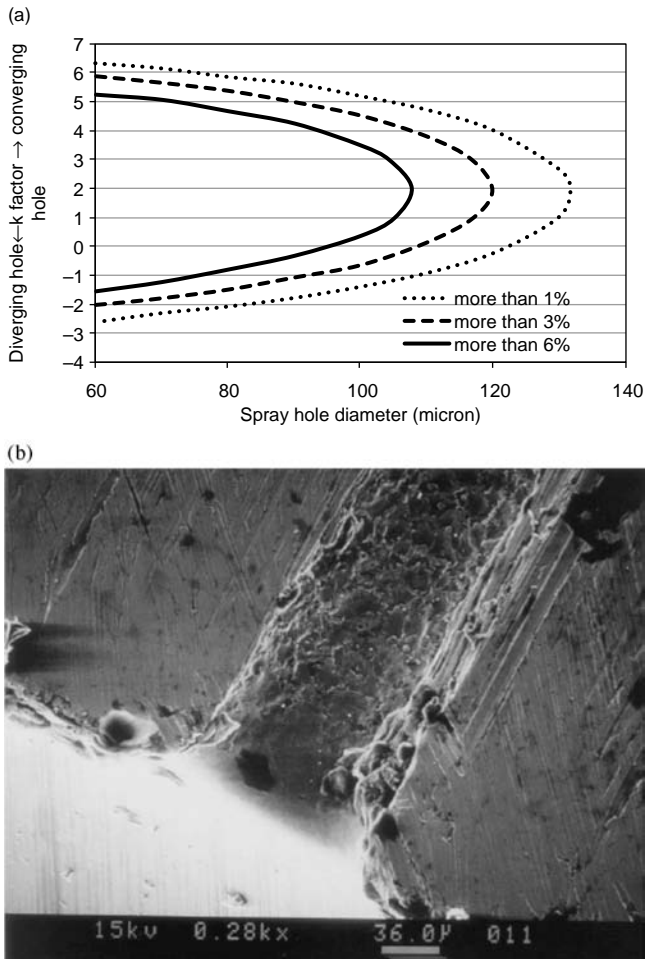 (a)
Diverging hole←k factor → converging
hole
7
6
5
4
3
2
1
0
–1
–2
–3
–4
more than 1%
more than 3%
more than 6%
60
80
100
120
140
Spray hole diameter (micron)
(b)
15kv 0.28kx 36.0μ 011